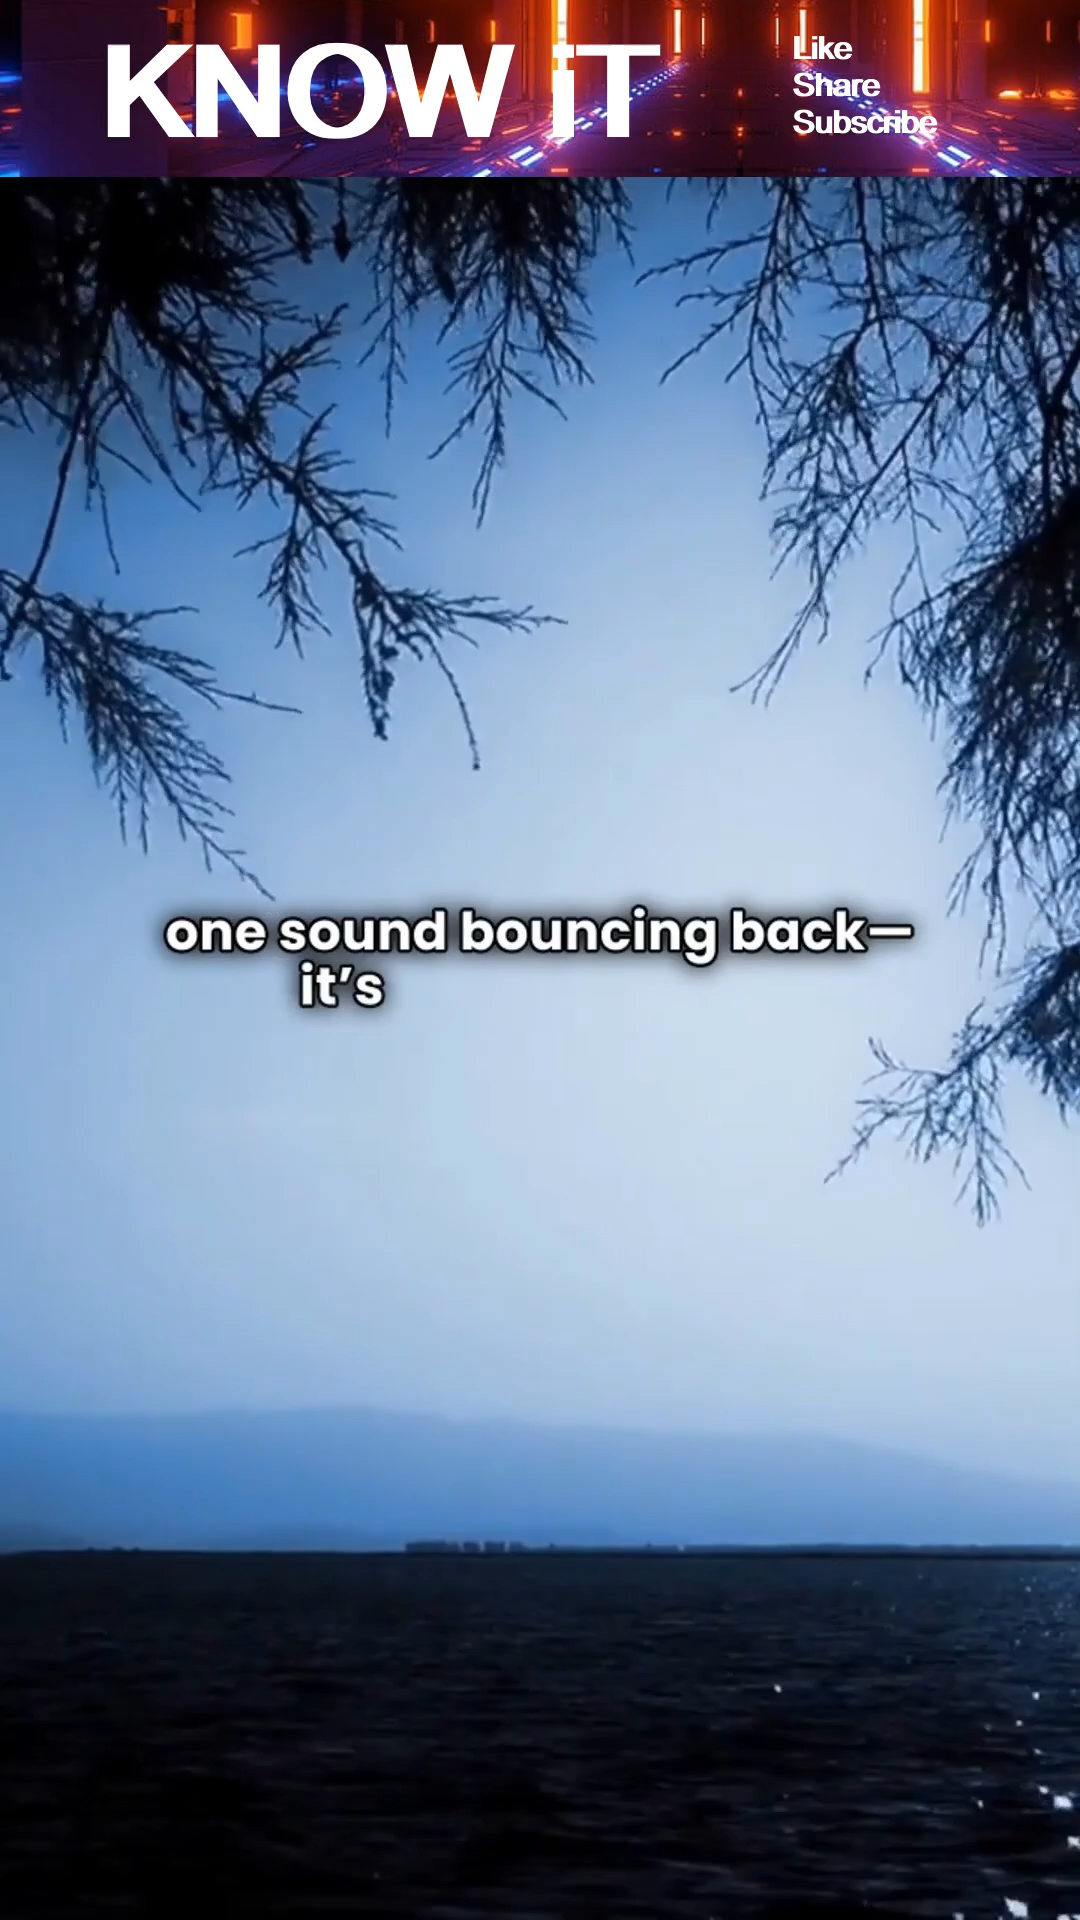 KNOW iT
Like
Share
Subscribe
one sound bouncing back—
it’s